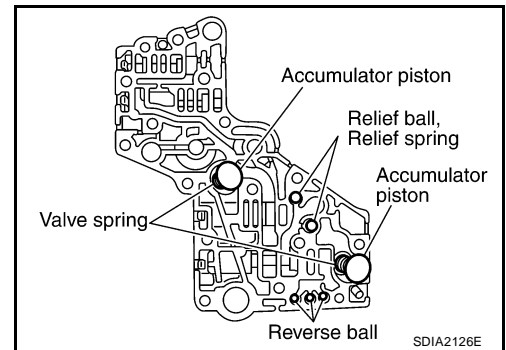 Accumulator piston
Relief ball,
Relief spring
Accumulator
piston
Valve spring
Reverse ball
SDIA2126E